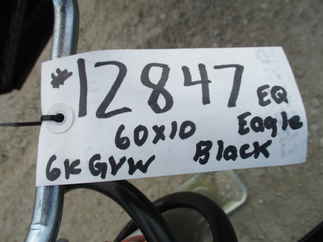 #12847 EQ
60x10 Eagle
6K GVW Black